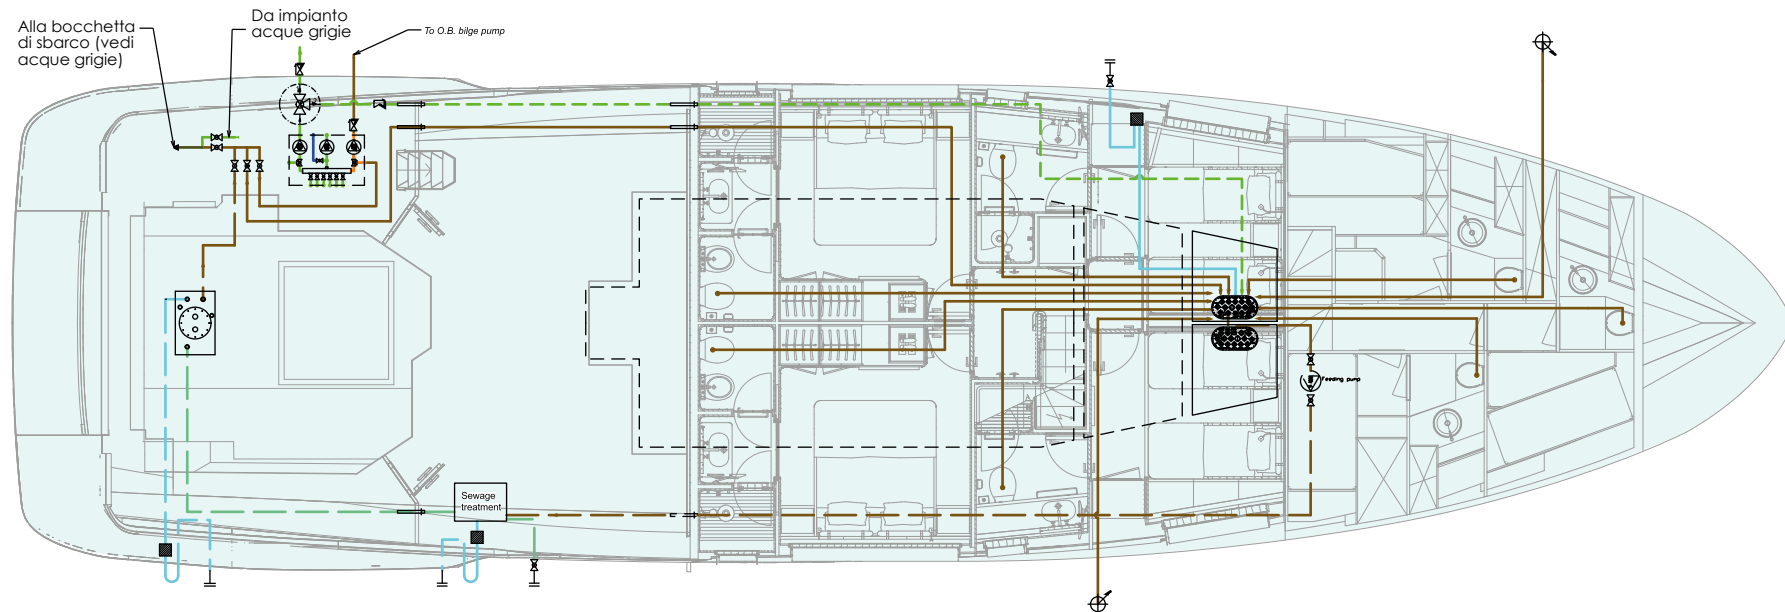 Alla bocchetta
di sbarco (vedi
acque grigie)
Da impianto
acque grigie
To O.B. bilge pump
Feeding pump
Sewage
treatment